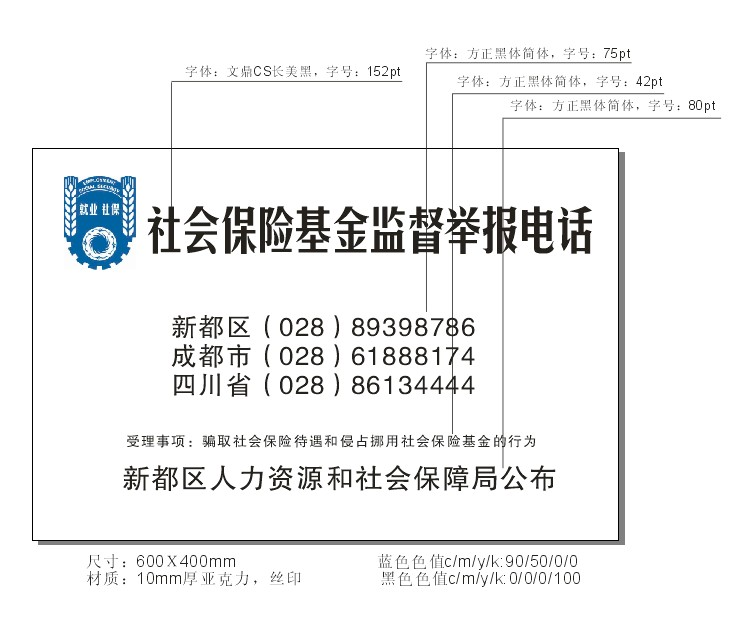 字体：方正黑体简体，字号：75pt
字体：文鼎CS长美黑，字号：152pt
字体：方正黑体简体，字号：42pt
字体：方正黑体简体，字号：80pt
EMPLOYMENT
SOCIAL SECURITY
就业 社保
社会保险基金监督举报电话
新都区（028）89398786
成都市（028）61888174
四川省（028）86134444
受理事项：骗取社会保险待遇和侵占挪用社会保险基金的行为
新都区人力资源和社会保障局公布
尺寸：600X400mm
蓝色色值c/m/y/k:90/50/0/0
材质：10mm厚亚克力，丝印
黑色色值c/m/y/k:0/0/0/100